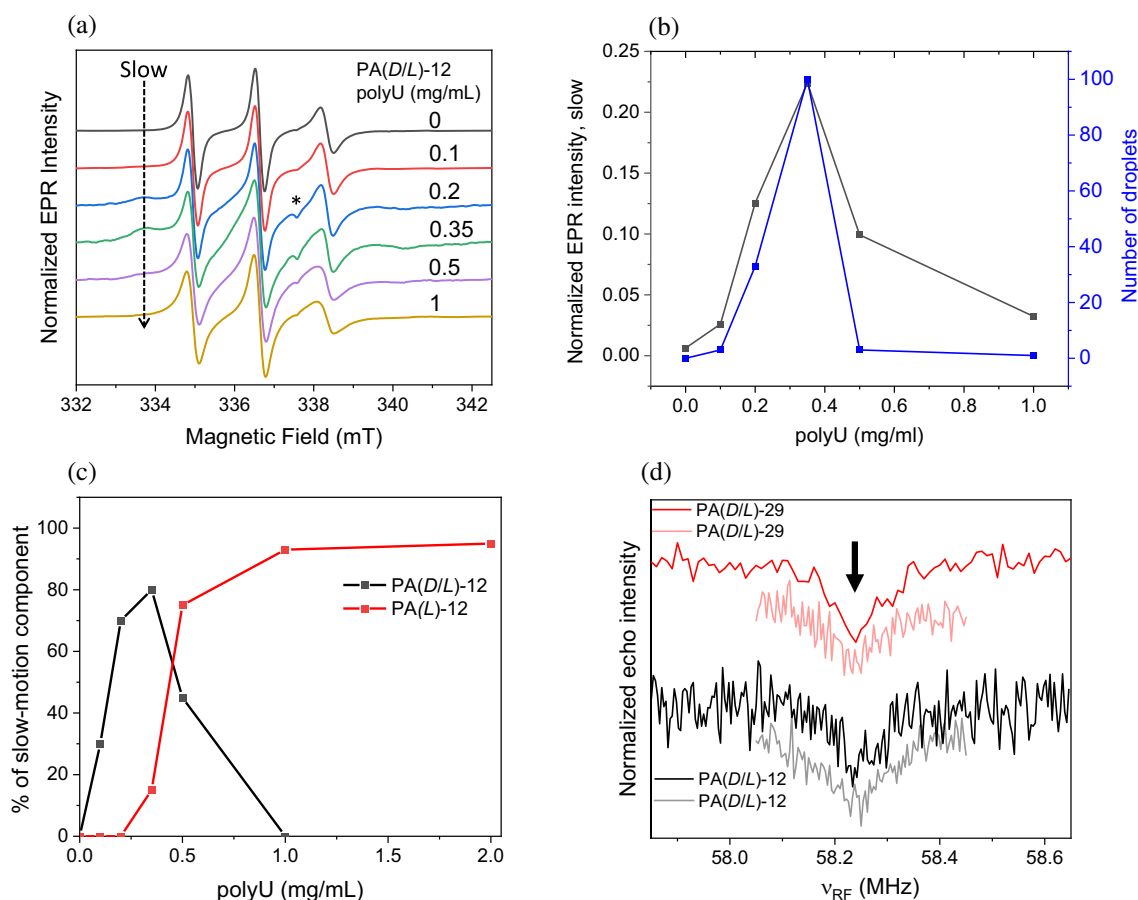 (a)
Slow
PA(D/L)-12
polyU (mg/mL)
0
0.1
0.2
*
0.35
0.5
1
Normalized EPR Intensity
332 334 336 338 340 342
Magnetic Field (mT)
(b)
0.25
0.20
0.15
0.10
0.05
0.00
Normalized EPR intensity, slow
100
80
60
40
20
0
Number of droplets
0.0 0.2 0.4 0.6 0.8 1.0
polyU (mg/ml)
(c)
100
80
60
40
20
0
% of slow-motion component
PA(D/L)-12
PA(L)-12
0.0 0.5 1.0 1.5 2.0
polyU (mg/mL)
(d)
PA(D/L)-29
PA(D/L)-29
Normalized echo intensity
PA(D/L)-12
PA(D/L)-12
58.0 58.2 58.4 58.6
νRF (MHz)